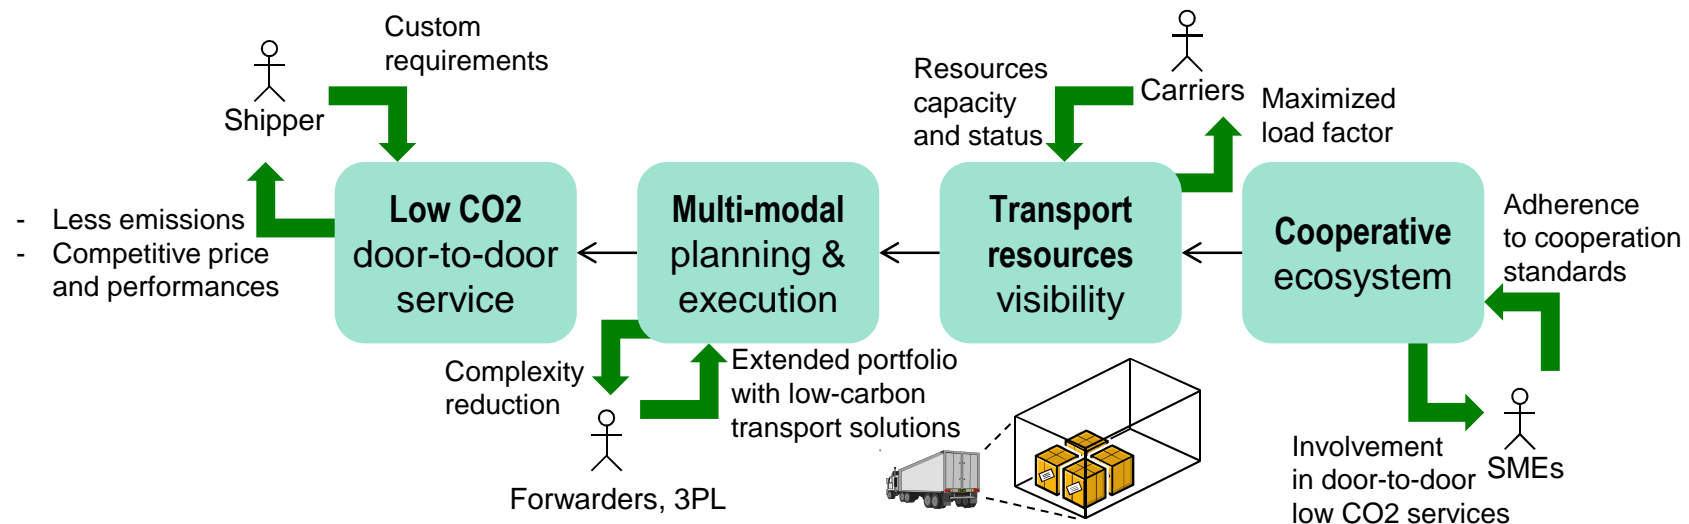 Custom
requirements
Shipper
- Less emissions
- Competitive price
and performances
Low CO2
door-to-door
service
Multi-modal
planning &
execution
Complexity
reduction
Extended portfolio
with low-carbon
transport solutions
Forwarders, 3PL
Resources
capacity
and status
Carriers
Maximized
load factor
Transport
resources
visibility
Cooperative
ecosystem
Adherence
to cooperation
standards
SMEs
Involvement
in door-to-door
low CO2 services